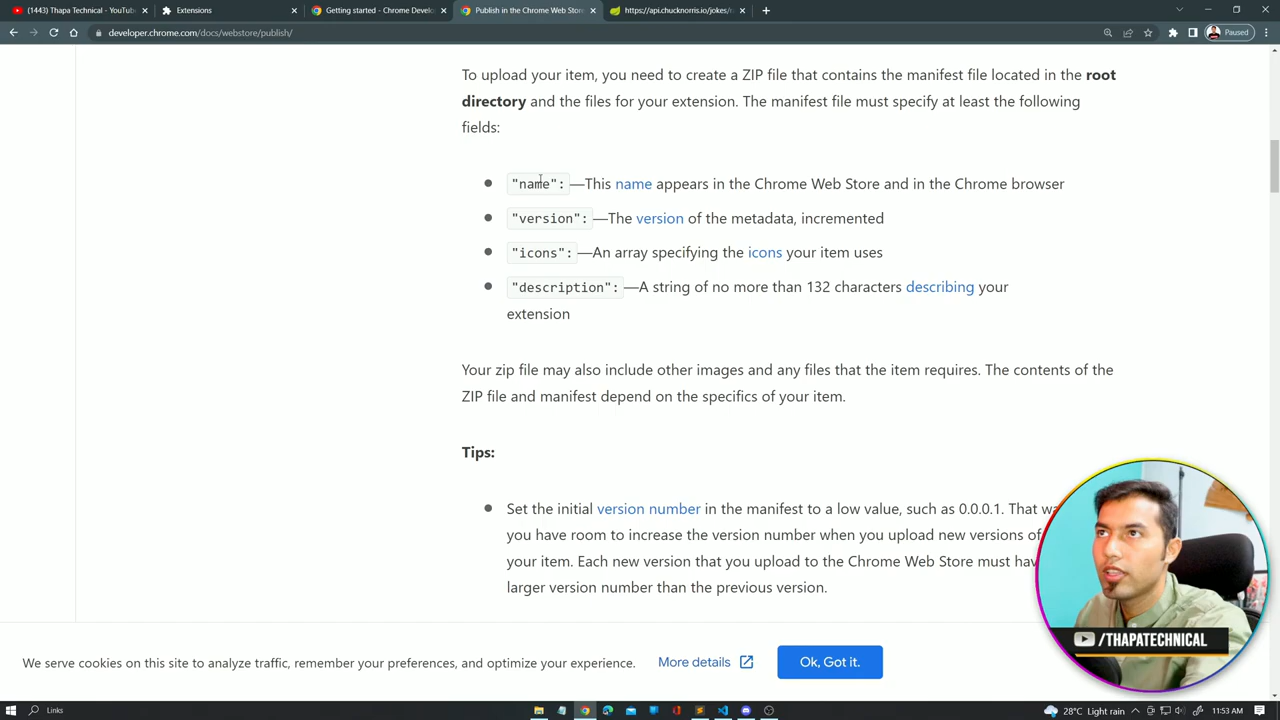 (1443) Thapa Technical - YouTub
Extensions
Getting started - Chrome Develo
Publish in the Chrome Web Store
https://api.chucknorris.io/jokes/r
developer.chrome.com/docs/webstore/publish/
Paused
To upload your item, you need to create a ZIP file that contains the manifest file located in the root
directory and the files for your extension. The manifest file must specify at least the following
fields:
"name": —This name appears in the Chrome Web Store and in the Chrome browser
"version": —The version of the metadata, incremented
"icons": —An array specifying the icons your item uses
"description": —A string of no more than 132 characters describing your
extension
Your zip file may also include other images and any files that the item requires. The contents of the
ZIP file and manifest depend on the specifics of your item.
Tips:
Set the initial version number in the manifest to a low value, such as 0.0.0.1. That wa
you have room to increase the version number when you upload new versions of
your item. Each new version that you upload to the Chrome Web Store must hav
larger version number than the previous version.
/THAPATECHNICAL
We serve cookies on this site to analyze traffic, remember your preferences, and optimize your experience.
More details
Ok, Got it.
Links
28°C Light rain
11:53 AM